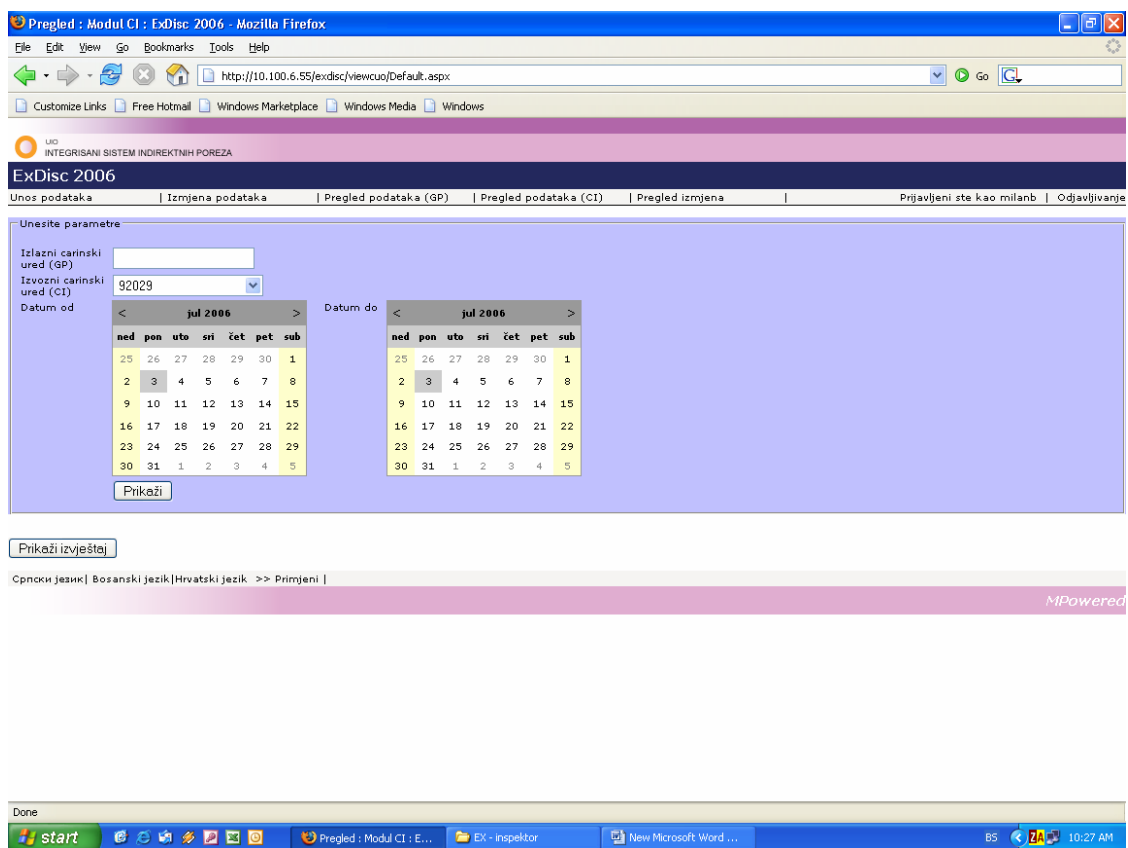 Pregled : Modul CI : ExDisc 2006 - Mozilla Firefox
File Edit View Go Bookmarks Tools Help
http://10.100.6.55/exdisc/viewcuo/Default.aspx Go G
Customize Links Free Hotmail Windows Marketplace Windows Media Windows
UIO
INTEGRISANI SISTEM INDIREKTNIH POREZA
ExDisc 2006
Unos podataka | Izmjena podataka | Pregled podataka (GP) | Pregled podataka (CI) | Pregled izmjena | Prijavljeni ste kao milanb | Odjavljivanje
Unesite parametre
Izlazni carinski
ured (GP)
Izvozni carinski
ured (CI)
92029
Datum od
< jul 2006 >
ned pon uto sri čet pet sub
25 26 27 28 29 30 1
2 3 4 5 6 7 8
9 10 11 12 13 14 15
16 17 18 19 20 21 22
23 24 25 26 27 28 29
30 31 1 2 3 4 5
Datum do
< jul 2006 >
ned pon uto sri čet pet sub
25 26 27 28 29 30 1
2 3 4 5 6 7 8
9 10 11 12 13 14 15
16 17 18 19 20 21 22
23 24 25 26 27 28 29
30 31 1 2 3 4 5
Prikaži
Prikaži izvještaj
Српски језик| Bosanski jezik|Hrvatski jezik >> Primjeni |
MPowered
Done
start Pregled : Modul CI : E... EX - inspektor New Microsoft Word ... BS ZA 10:27 AM